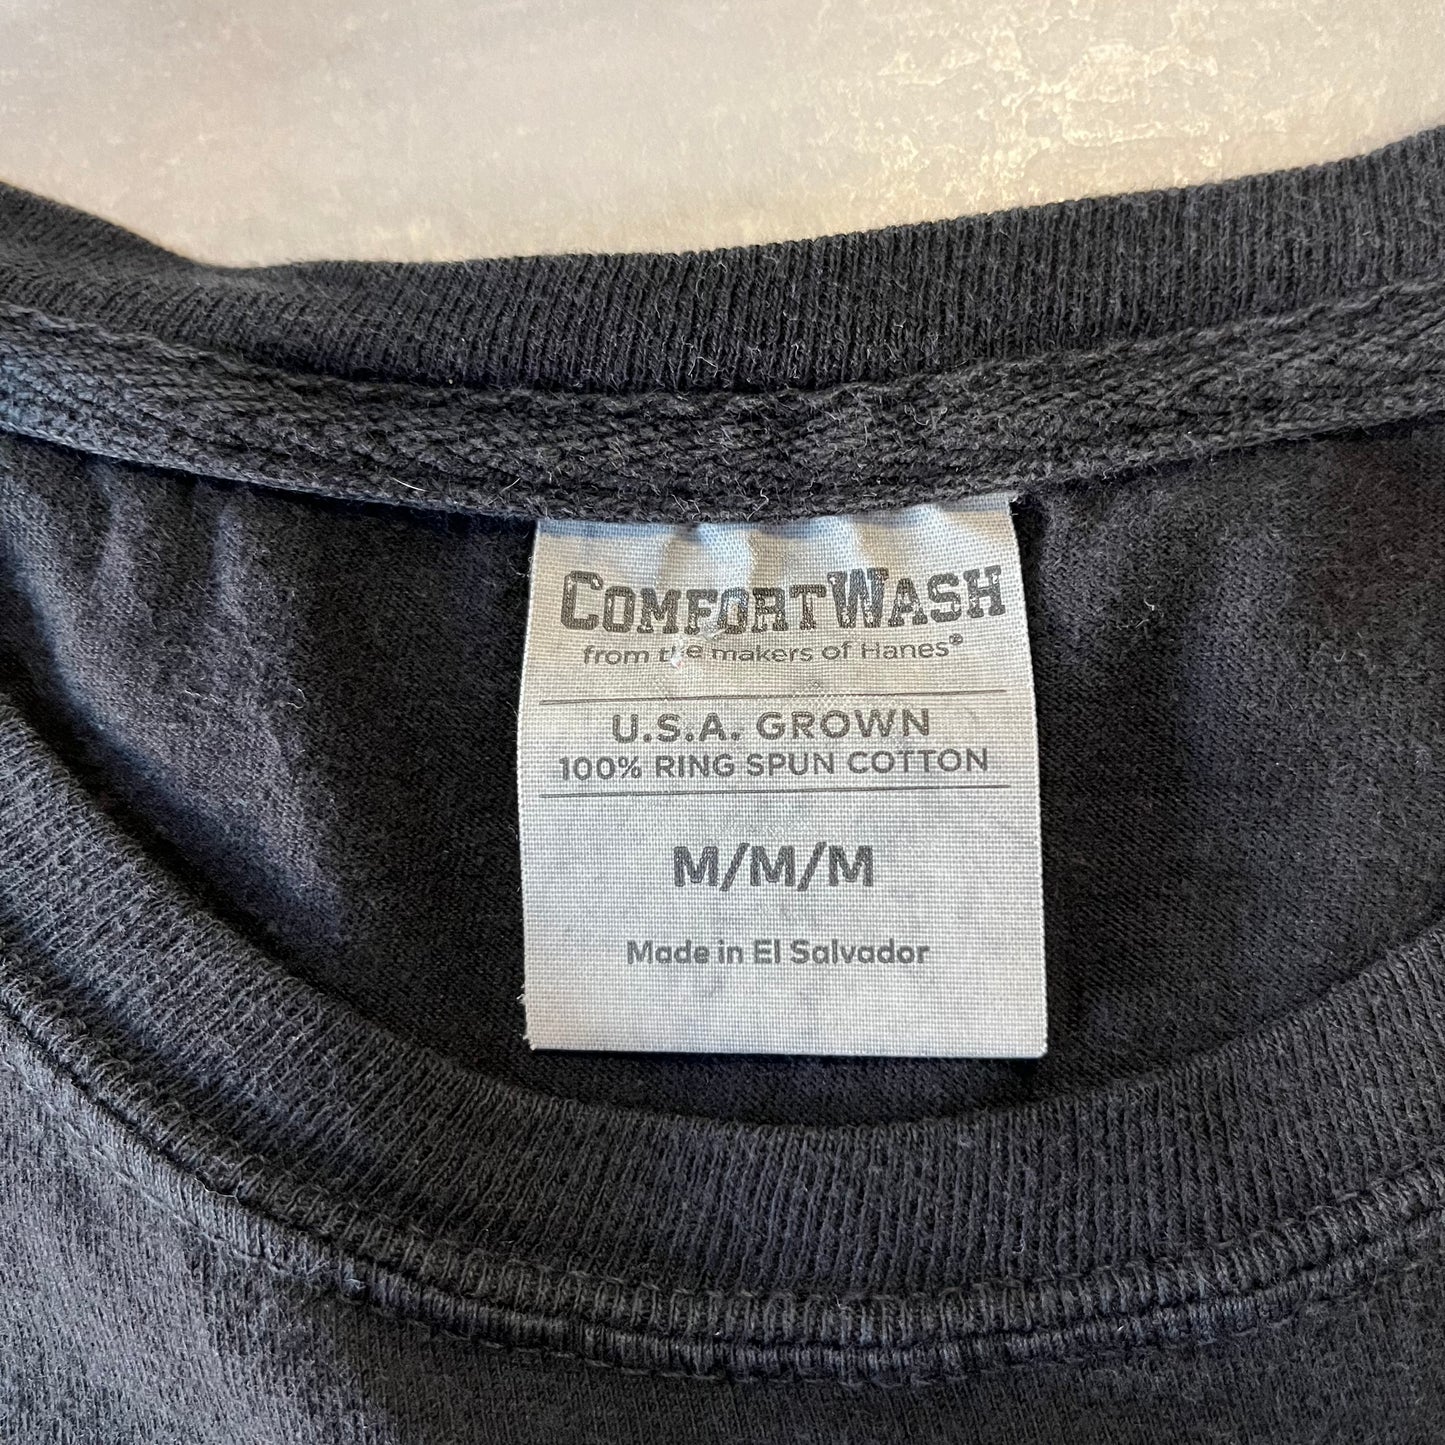 COMFORTWASH
from the makers of Hanes®
U.S.A. GROWN
100% RING SPUN COTTON
M/M/M
Made in El Salvador